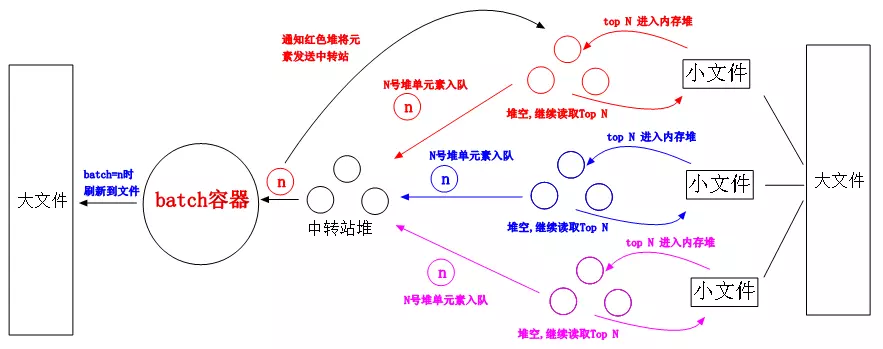 大文件
batch=n时
刷新到文件
batch容器
n
通知红色堆将元
素发送中转站
中转站堆
N号堆单元素入队
n
top N 进入内存堆
堆空,继续读取Top N
小文件
N号堆单元素入队
n
top N 进入内存堆
堆空,继续读取Top N
小文件
n
N号堆单元素入队
top N 进入内存堆
堆空,继续读取Top N
小文件
大文件